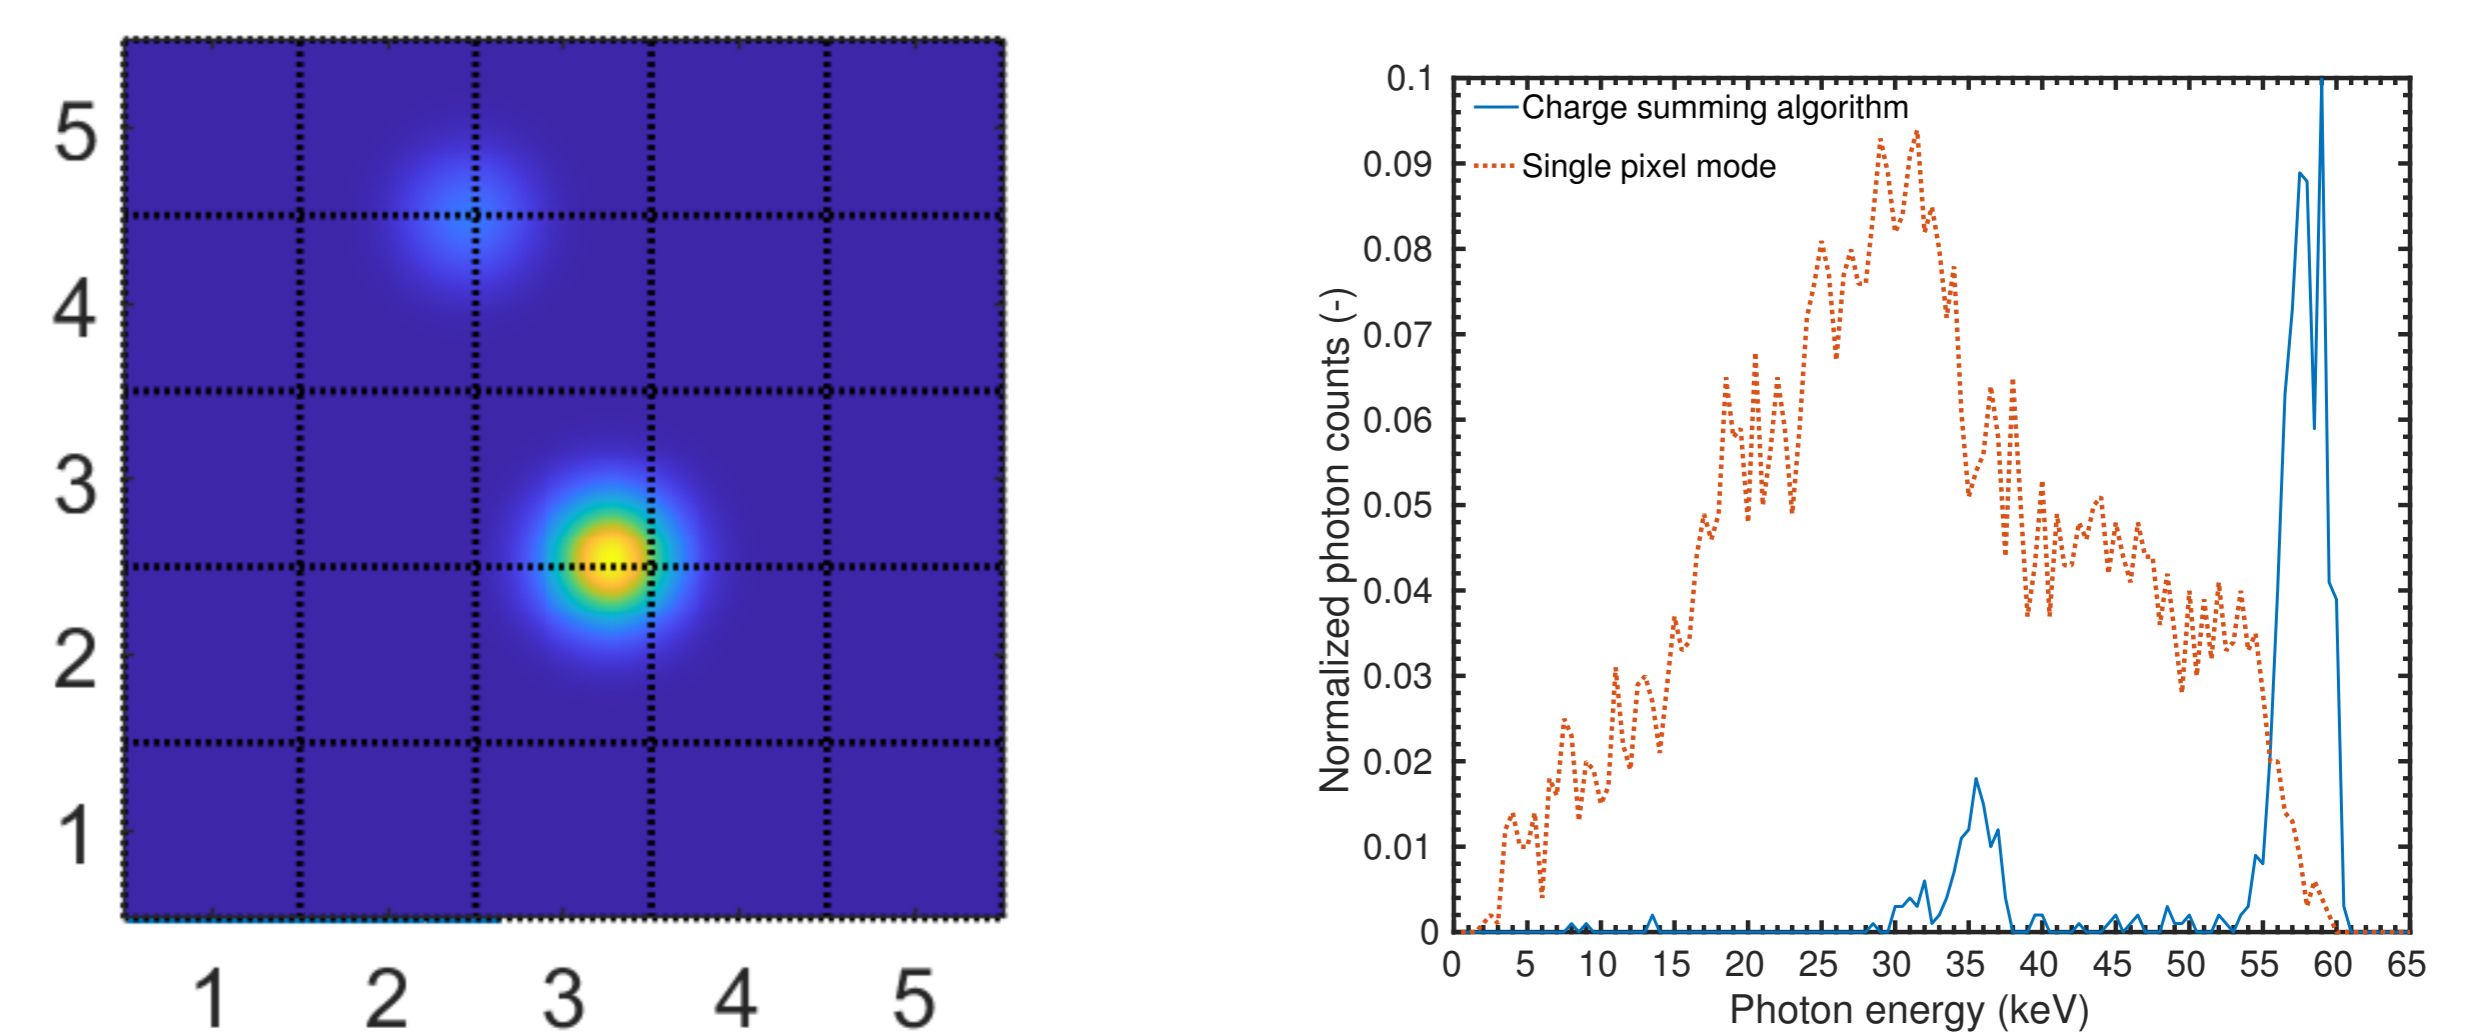 5
4
3
2
1
1 2 3 4 5
Normalized photon counts (-)
0.1
0.09
0.08
0.07
0.06
0.05
0.04
0.03
0.02
0.01
0
Charge summing algorithm
Single pixel mode
0 5 10 15 20 25 30 35 40 45 50 55 60 65
Photon energy (keV)